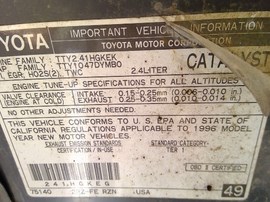 TOYOTA IMPORTANT VEHICLE INFORMATION
TOYOTA MOTOR CORPORATION
ENGINE FAMILY : TTY2.41HGKEK
CATALYST
FAMILY : TTY1047DYMB0 2.4LITER
EGR, HO2S(2), TWC
ENGINE TUNE-UP SPECIFICATIONS FOR ALL ALTITUDES
VALVE CLEARANCE INTAKE 0.15-0.25mm (0.006-0.010 in.)
(ENGINE AT COLD) EXHAUST 0.25-0.35mm (0.010-0.014 in.)
NO OTHER ADJUSTMENTS NEEDED.
THIS VEHICLE CONFORMS TO U.S. EPA AND STATE OF
CALIFORNIA REGULATIONS APPLICABLE TO 1996 MODEL
YEAR NEW MOTOR VEHICLES.
EXHAUST EMISSION STANDARDS STANDARD CATEGORY
CERTIFICATION TIER 1
IN-USE
OBD II CERTIFIED
241HGKEG
75140 2-FE RZN .USA 49